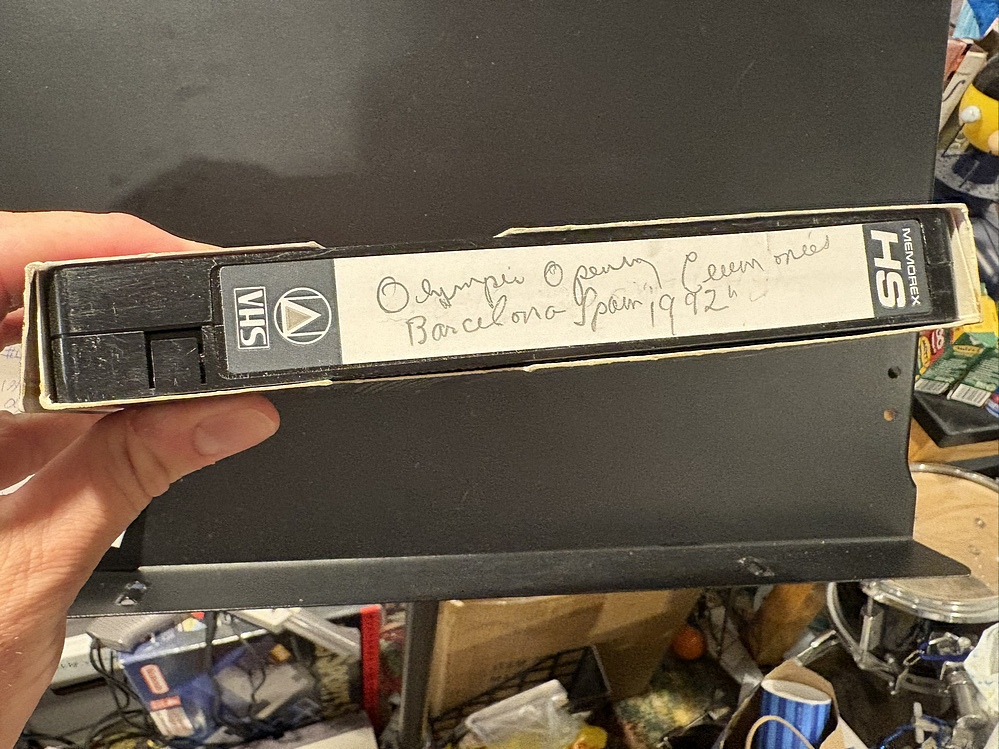 VHS
Olympic Opening Ceremonies
Barcelona Spain "1992"
MEMOREX
HS